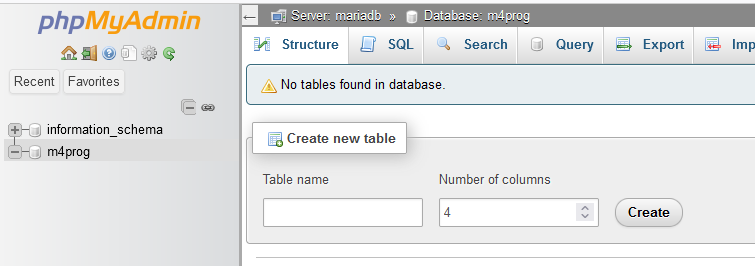 phpMyAdmin
Recent Favorites
information_schema
m4prog
Server: mariadb » Database: m4prog
Structure SQL Search Query Export Imp
No tables found in database.
Create new table
Table name Number of columns
4 Create